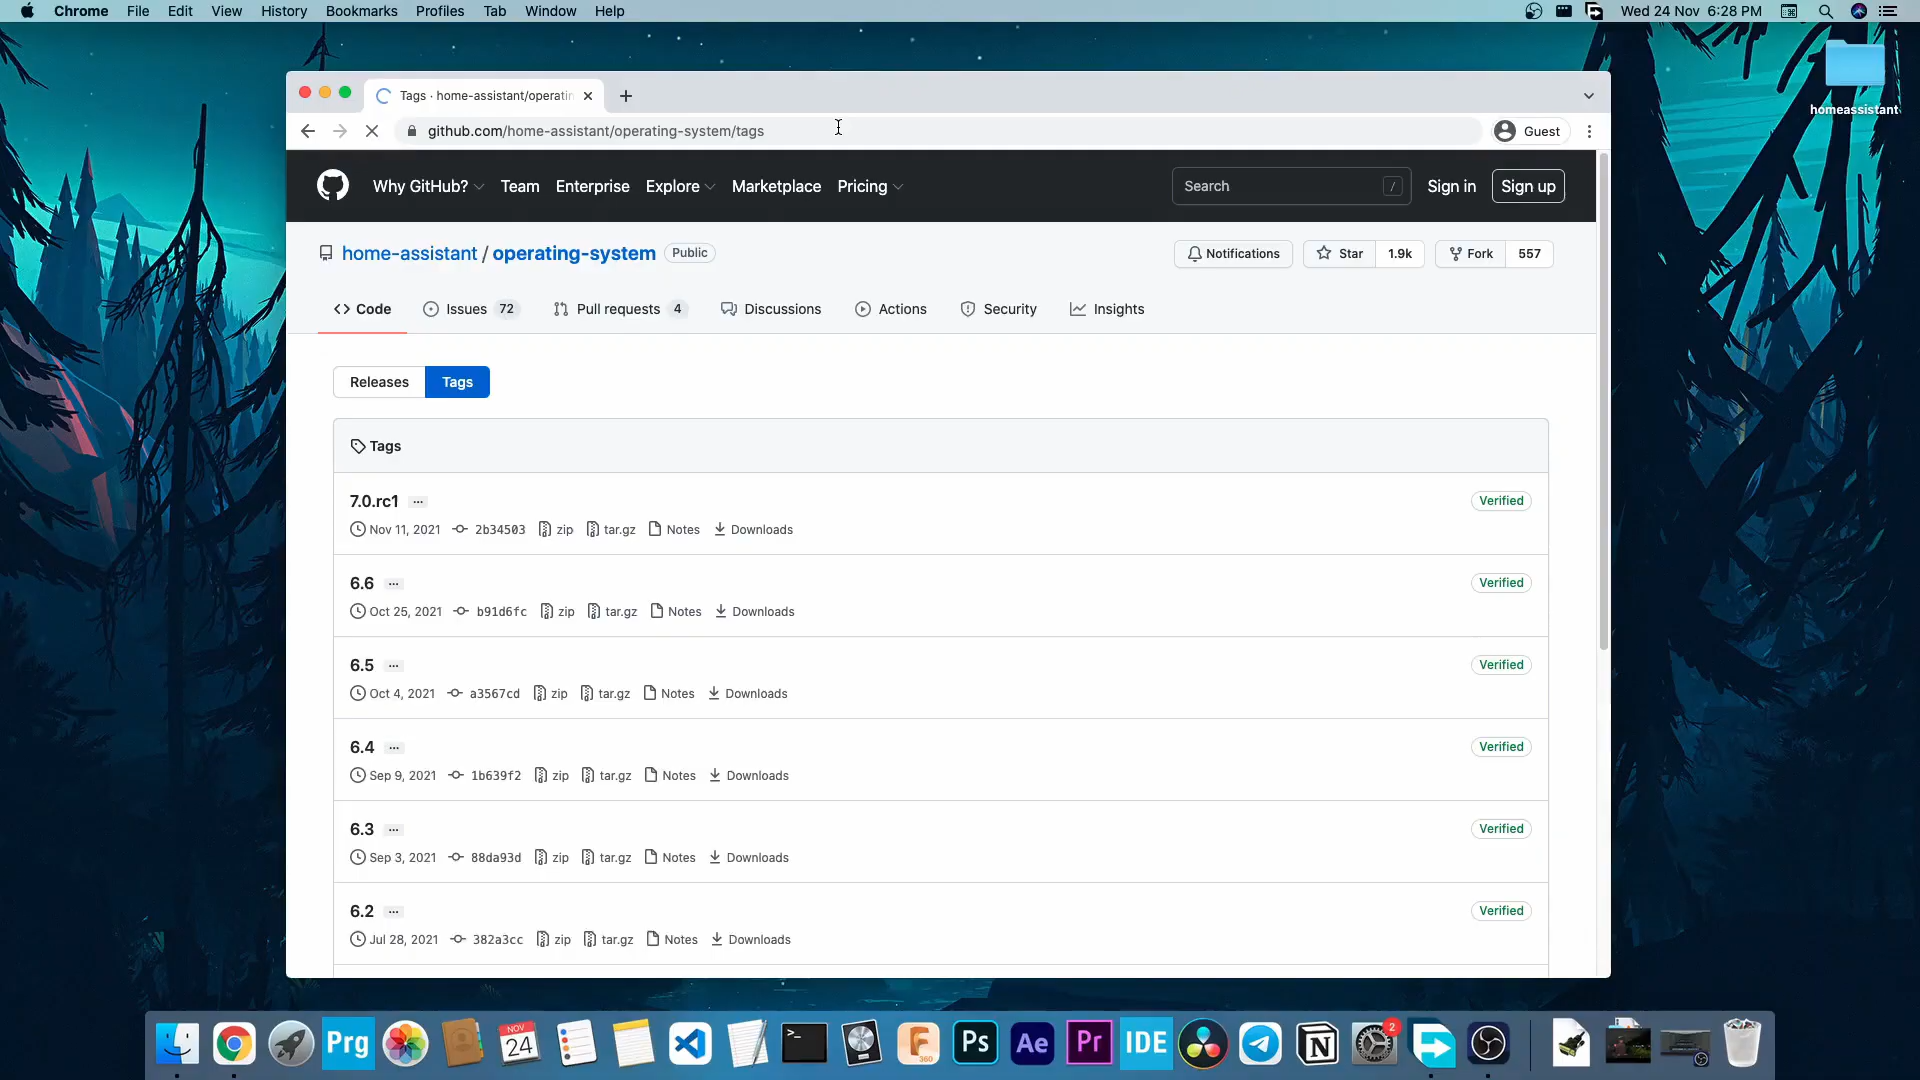 Chrome File Edit View History Bookmarks Profiles Tab Window Help Wed 24 Nov 6:28 PM
homeassistant
Tags · home-assistant/operatin
github.com/home-assistant/operating-system/tags Guest
Why GitHub? Team Enterprise Explore Marketplace Pricing Search / Sign in Sign up
home-assistant / operating-system Public Notifications Star 1.9k Fork 557
Code Issues 72 Pull requests 4 Discussions Actions Security Insights
Releases Tags
Tags
7.0.rc1 ... Verified
Nov 11, 2021 2b34503 zip tar.gz Notes Downloads
6.6 ... Verified
Oct 25, 2021 b91d6fc zip tar.gz Notes Downloads
6.5 ... Verified
Oct 4, 2021 a3567cd zip tar.gz Notes Downloads
6.4 ... Verified
Sep 9, 2021 1b639f2 zip tar.gz Notes Downloads
6.3 ... Verified
Sep 3, 2021 88da93d zip tar.gz Notes Downloads
6.2 ... Verified
Jul 28, 2021 382a3cc zip tar.gz Notes Downloads
Prg NOV 24 >_ F 360 Ps Ae Pr IDE N 2